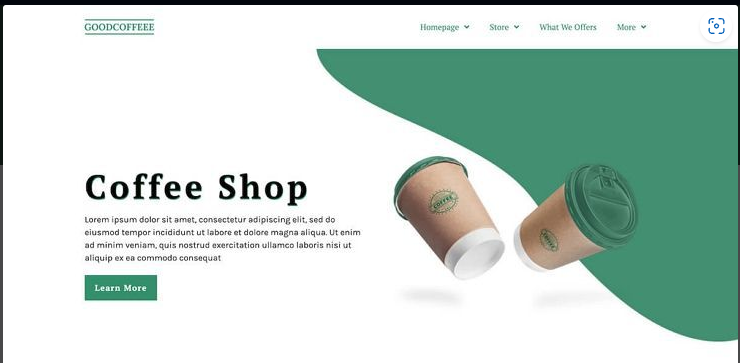 GOODCOFFEEE
Homepage Store What We Offers More
Coffee Shop
Lorem ipsum dolor sit amet, consectetur adipiscing elit, sed do
eiusmod tempor incididunt ut labore et dolore magna aliqua. Ut enim
ad minim veniam, quis nostrud exercitation ullamco laboris nisi ut
aliquip ex ea commodo consequat
Learn More
COFFEE
COFFEE